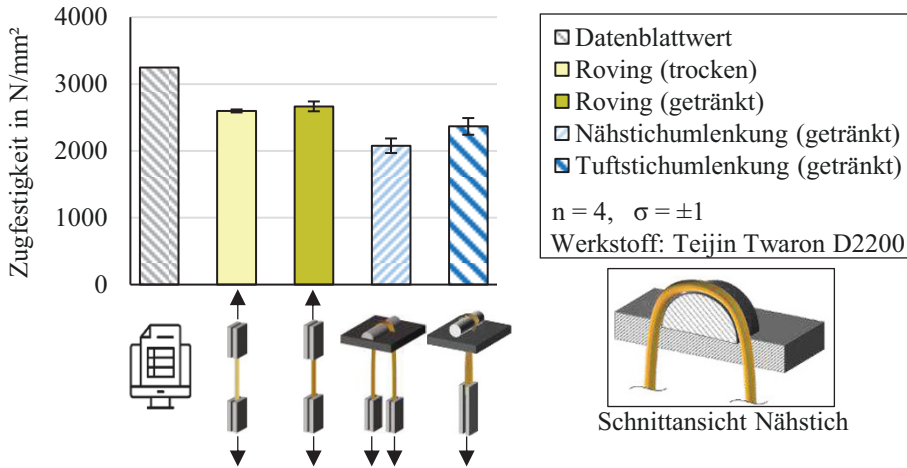 Zugfestigkeit in N/mm²
4000
3000
2000
1000
0
Datenblattwert
Roving (trocken)
Roving (getränkt)
Nähstichumlenkung (getränkt)
Tuftstichumlenkung (getränkt)
n = 4, σ = ±1
Werkstoff: Teijin Twaron D2200
Schnittansicht Nähstich